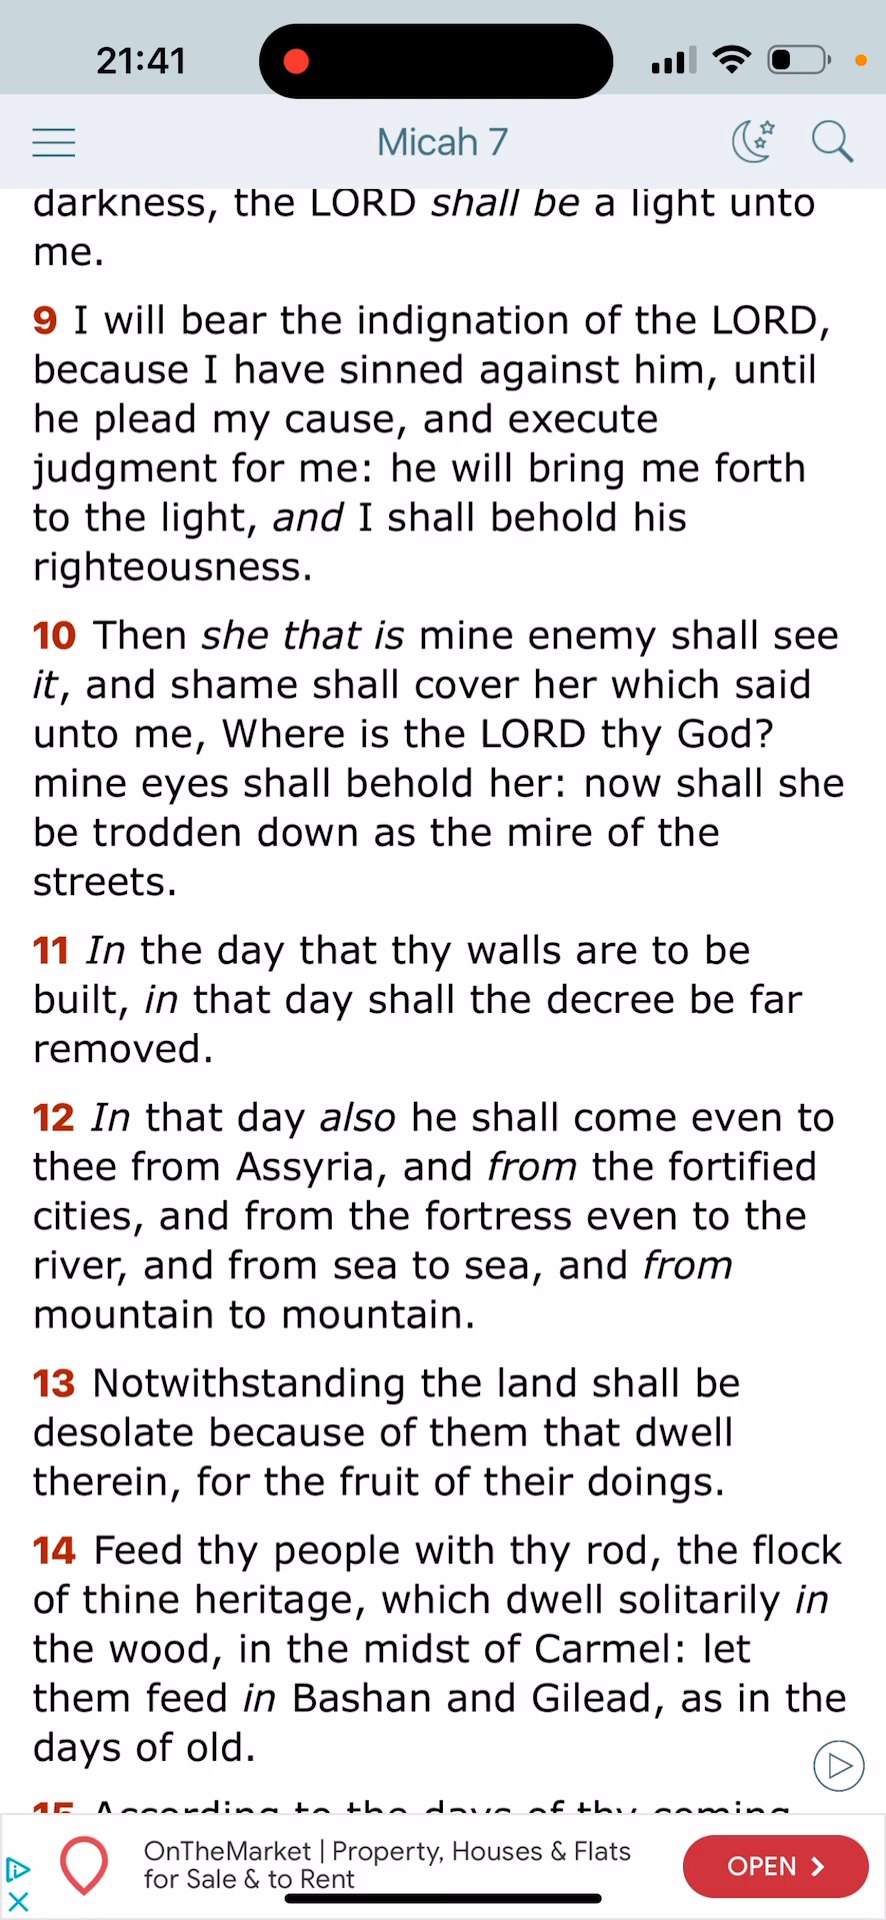 21:41
Micah 7
darkness, the LORD shall be a light unto
me.
9 I will bear the indignation of the LORD,
because I have sinned against him, until
he plead my cause, and execute
judgment for me: he will bring me forth
to the light, and I shall behold his
righteousness.
10 Then she that is mine enemy shall see
it, and shame shall cover her which said
unto me, Where is the LORD thy God?
mine eyes shall behold her: now shall she
be trodden down as the mire of the
streets.
11 In the day that thy walls are to be
built, in that day shall the decree be far
removed.
12 In that day also he shall come even to
thee from Assyria, and from the fortified
cities, and from the fortress even to the
river, and from sea to sea, and from
mountain to mountain.
13 Notwithstanding the land shall be
desolate because of them that dwell
therein, for the fruit of their doings.
14 Feed thy people with thy rod, the flock
of thine heritage, which dwell solitarily in
the wood, in the midst of Carmel: let
them feed in Bashan and Gilead, as in the
days of old.
15 According to the days of thy coming
OnTheMarket | Property, Houses & Flats
for Sale & to Rent
OPEN